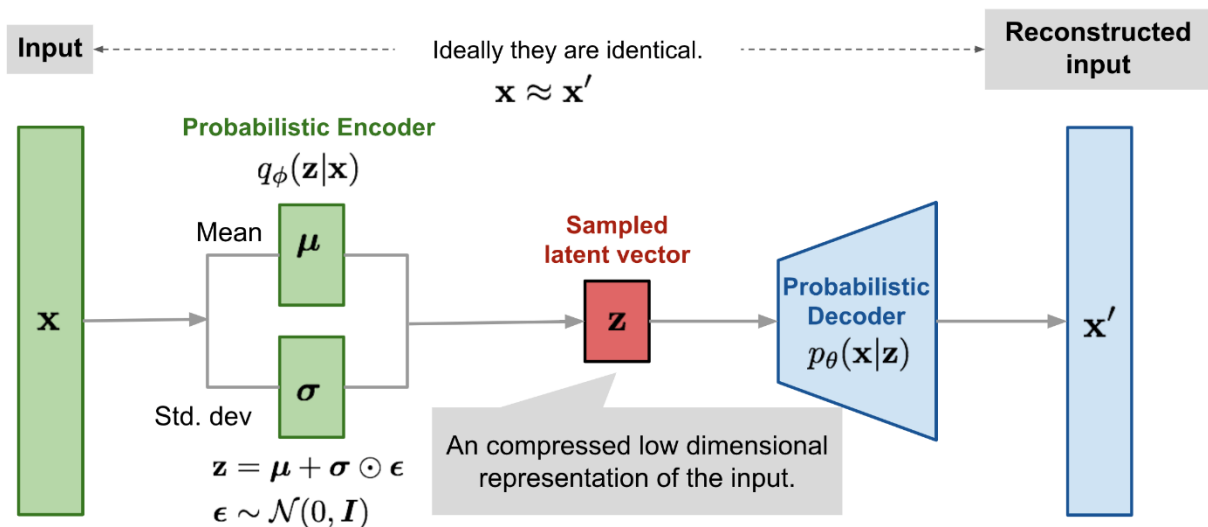 Input
Ideally they are identical.
x ≈ x′
Reconstructed
input
Probabilistic Encoder
qϕ(z|x)
Mean
μ
x
Std. dev
σ
z = μ + σ ⊙ ϵ
ϵ ∼ 𝒩(0, I)
Sampled
latent vector
z
An compressed low dimensional
representation of the input.
Probabilistic
Decoder
pθ(x|z)
x′